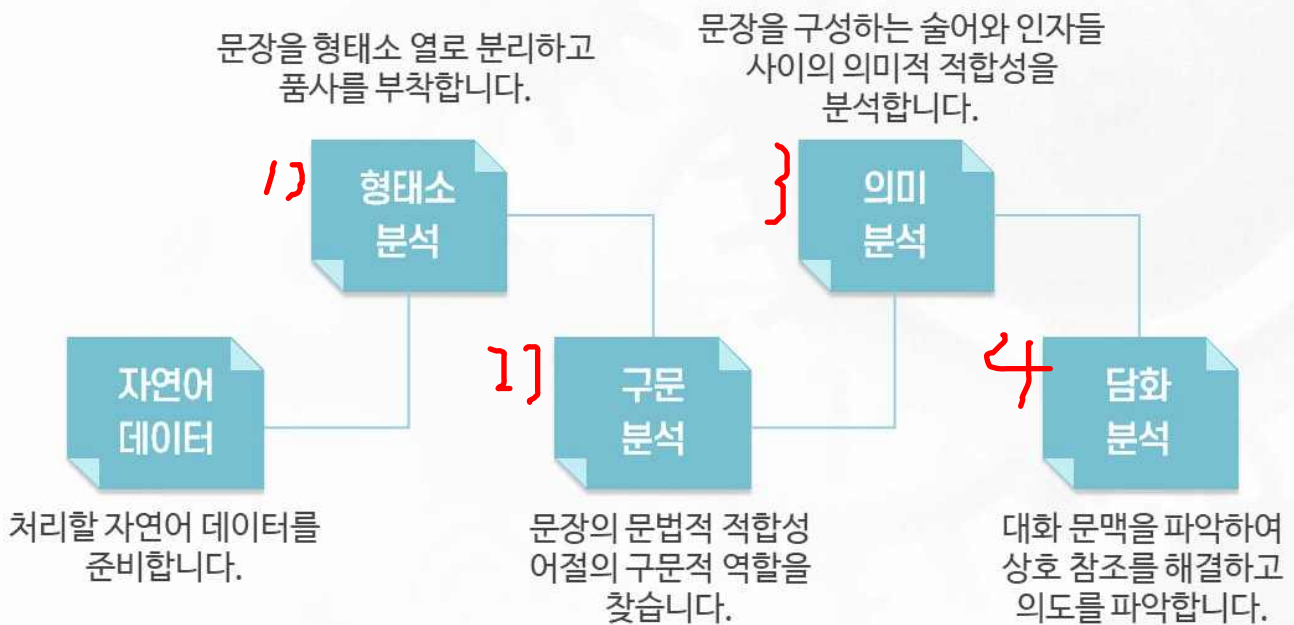 문장을 형태소 열로 분리하고
품사를 부착합니다.
문장을 구성하는 술어와 인자들
사이의 의미적 적합성을
분석합니다.
1)
형태소
분석
3
의미
분석
자연어
데이터
2)
구문
분석
4
담화
분석
처리할 자연어 데이터를
준비합니다.
문장의 문법적 적합성
어절의 구문적 역할을
찾습니다.
대화 문맥을 파악하여
상호 참조를 해결하고
의도를 파악합니다.